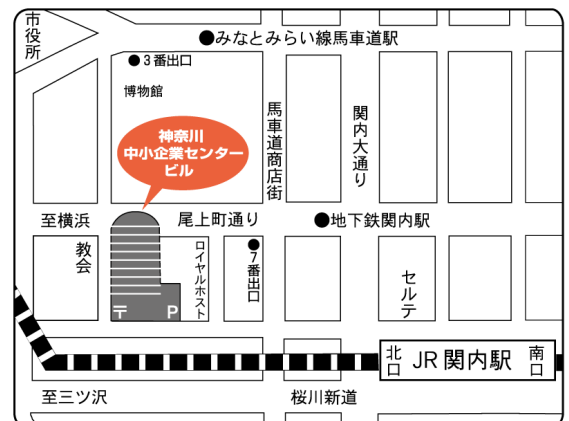 市役所
●みなとみらい線馬車道駅
●3番出口
博物館
神奈川
中小企業センター
ビル
馬車道商店街
関内大通り
至横浜
尾上町通り
●地下鉄関内駅
教会
ロイヤルホスト
●7番出口
セルテ
〒
P
北口
JR関内駅
南口
至三ツ沢
桜川新道